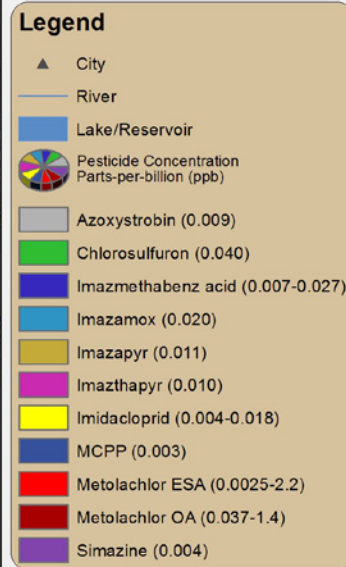 Legend
City
River
Lake/Reservoir
Pesticide Concentration
Parts-per-billion (ppb)
Azoxystrobin (0.009)
Chlorosulfuron (0.040)
Imazmethabenz acid (0.007-0.027)
Imazamox (0.020)
Imazapyr (0.011)
Imazthapyr (0.010)
Imidacloprid (0.004-0.018)
MCPP (0.003)
Metolachlor ESA (0.0025-2.2)
Metolachlor OA (0.037-1.4)
Simazine (0.004)